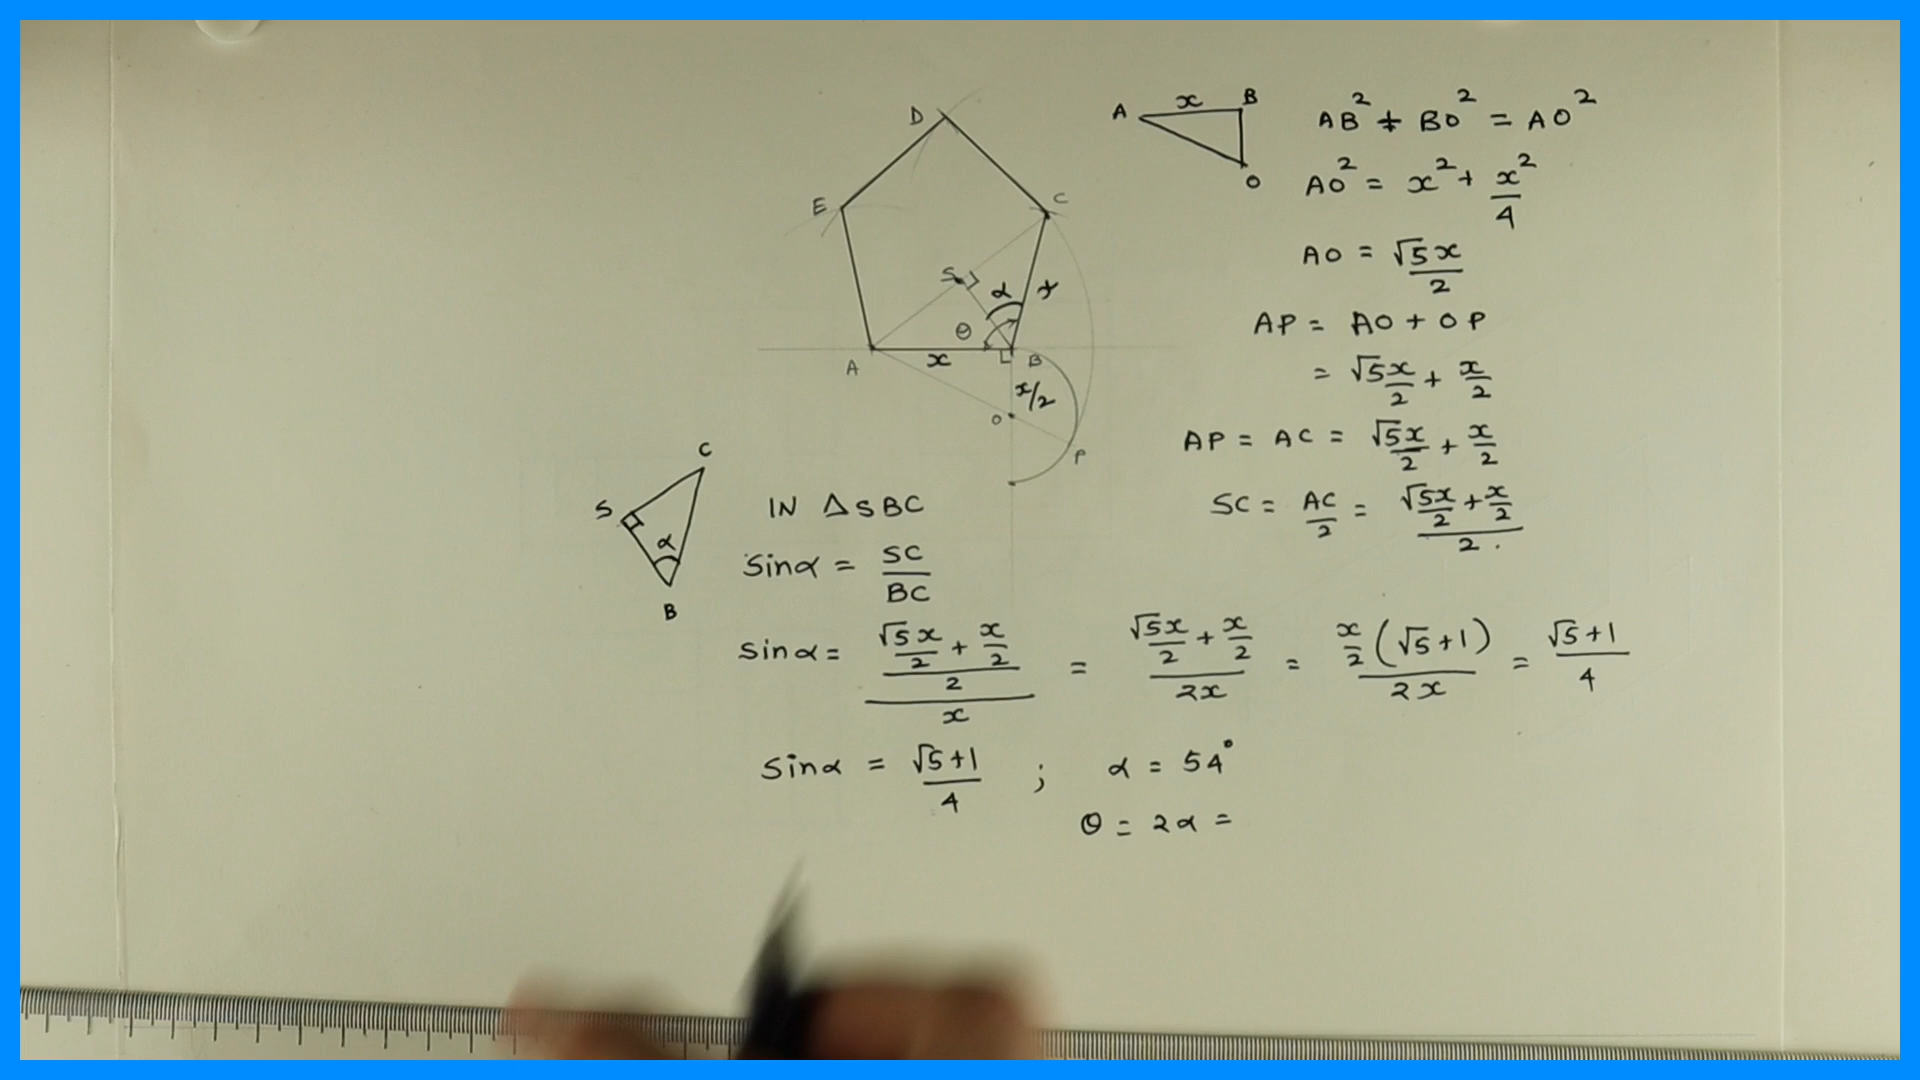 D
E
C
S
α
x
θ
A
x
L
B
x/2
O
P
A x B
O
AB² + BO² = AO²
AO² = x² + x²/4
AO = √5x/2
AP = AO + OP
= √5x/2 + x/2
AP = AC = √5x/2 + x/2
SC = AC/2 = (√5x/2 + x/2)/2
C
S
α
B
IN △SBC
Sinα = SC/BC
Sinα = ((√5x/2 + x/2)/2)/x = (√5x/2 + x/2)/2x = x/2(√5+1)/2x = (√5+1)/4
Sinα = (√5+1)/4 ; α = 54°
θ = 2α =